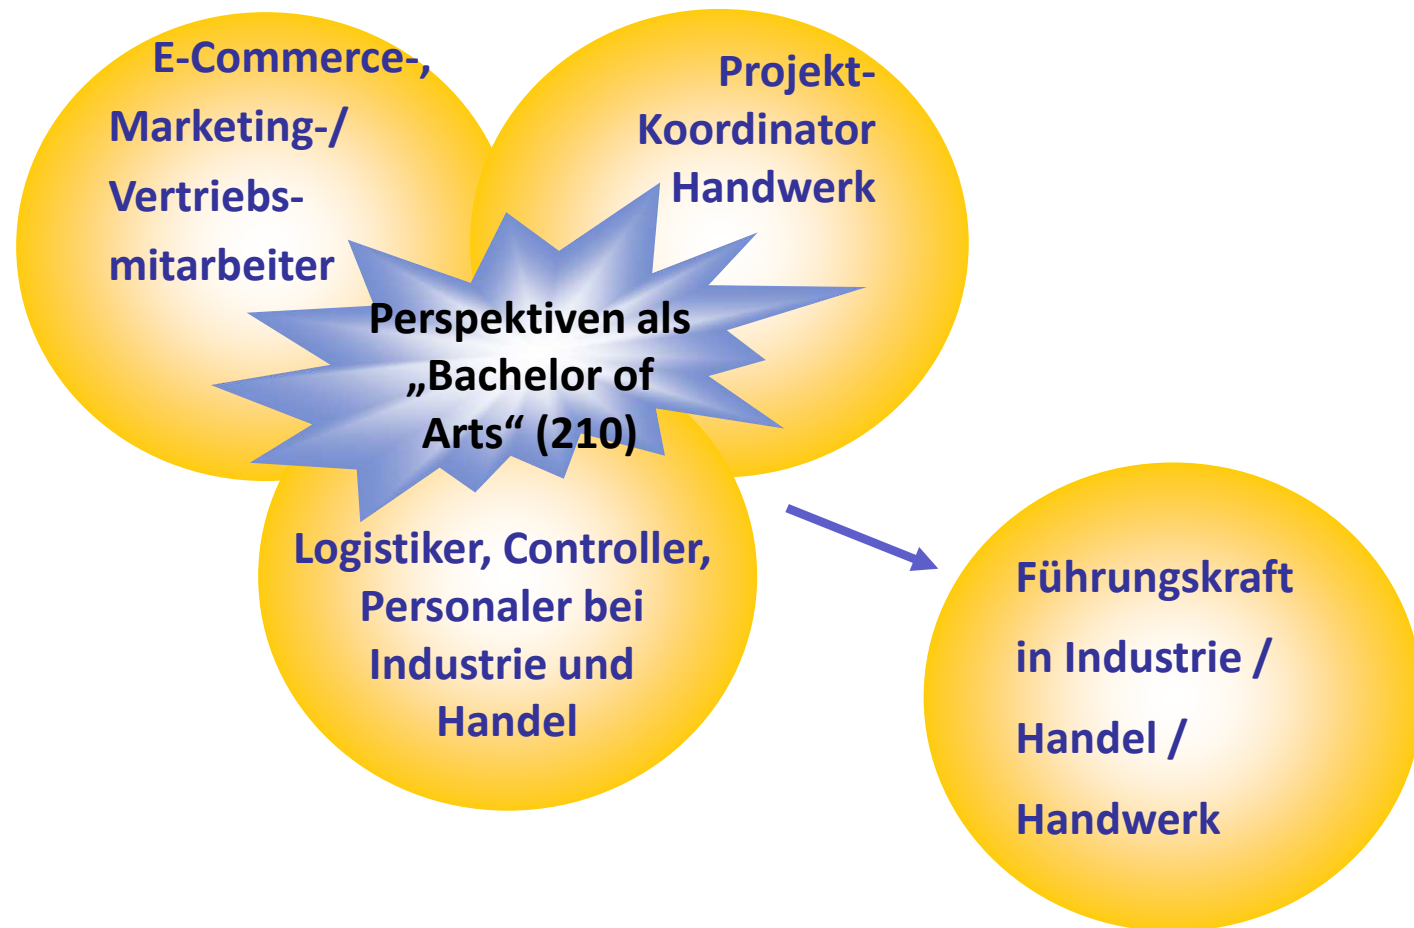 E-Commerce-,
Marketing-/
Vertriebs-
mitarbeiter
Projekt-
Koordinator
Handwerk
Perspektiven als
„Bachelor of
Arts“ (210)
Logistiker, Controller,
Personaler bei
Industrie und
Handel
Führungskraft
in Industrie /
Handel /
Handwerk